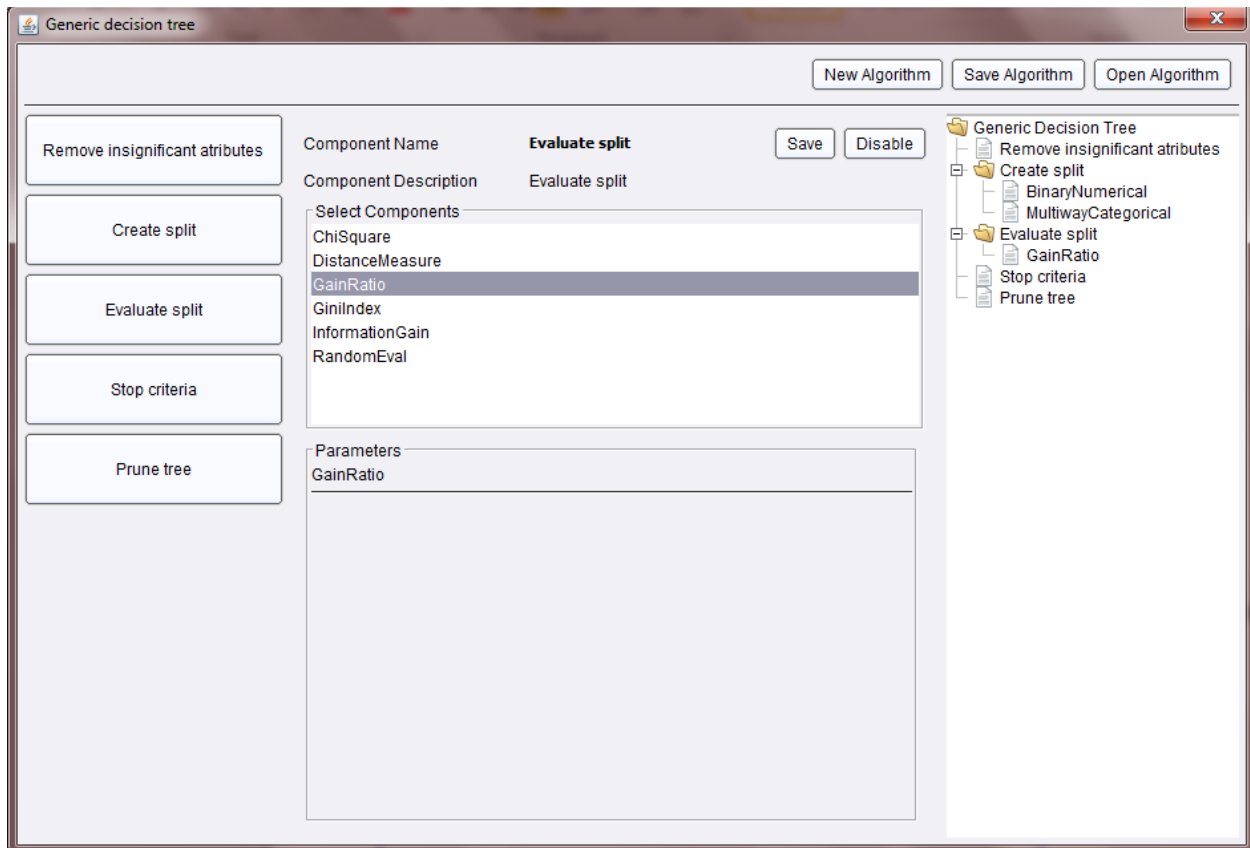 Generic decision tree
New Algorithm
Save Algorithm
Open Algorithm
Remove insignificant atributes
Create split
Evaluate split
Stop criteria
Prune tree
Component Name
Evaluate split
Save
Disable
Component Description
Evaluate split
Select Components
ChiSquare
DistanceMeasure
GainRatio
GiniIndex
InformationGain
RandomEval
Parameters
GainRatio
Generic Decision Tree
Remove insignificant atributes
Create split
BinaryNumerical
MultiwayCategorical
Evaluate split
GainRatio
Stop criteria
Prune tree